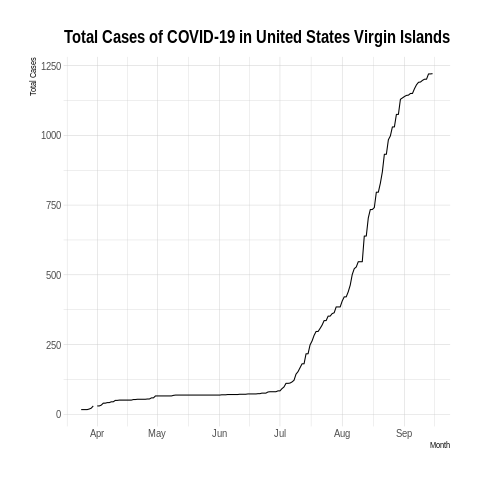 Total Cases of COVID-19 in United States Virgin Islands
Total Cases
1250
1000
750
500
250
0
Apr May Jun Jul Aug Sep
Month